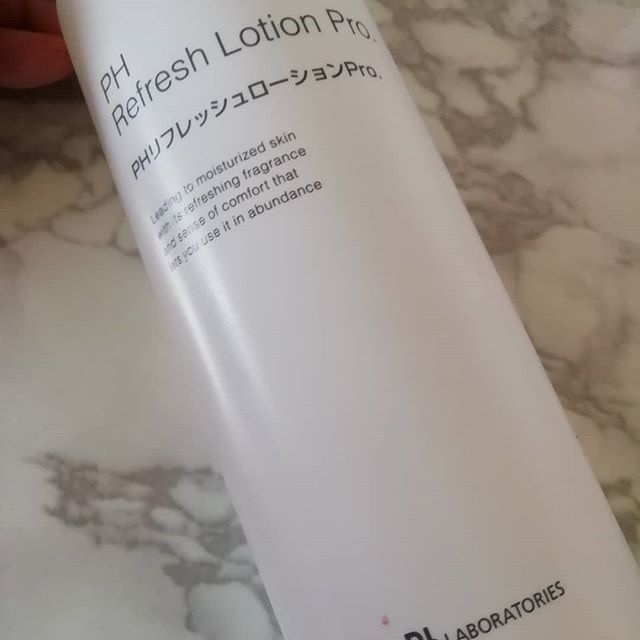 PH
Refresh Lotion Pro.
PHリフレッシュローションPro.
Leading to moisturized skin
with its refreshing fragrance
and sense of comfort that
lets you use it in abundance
LABORATORIES